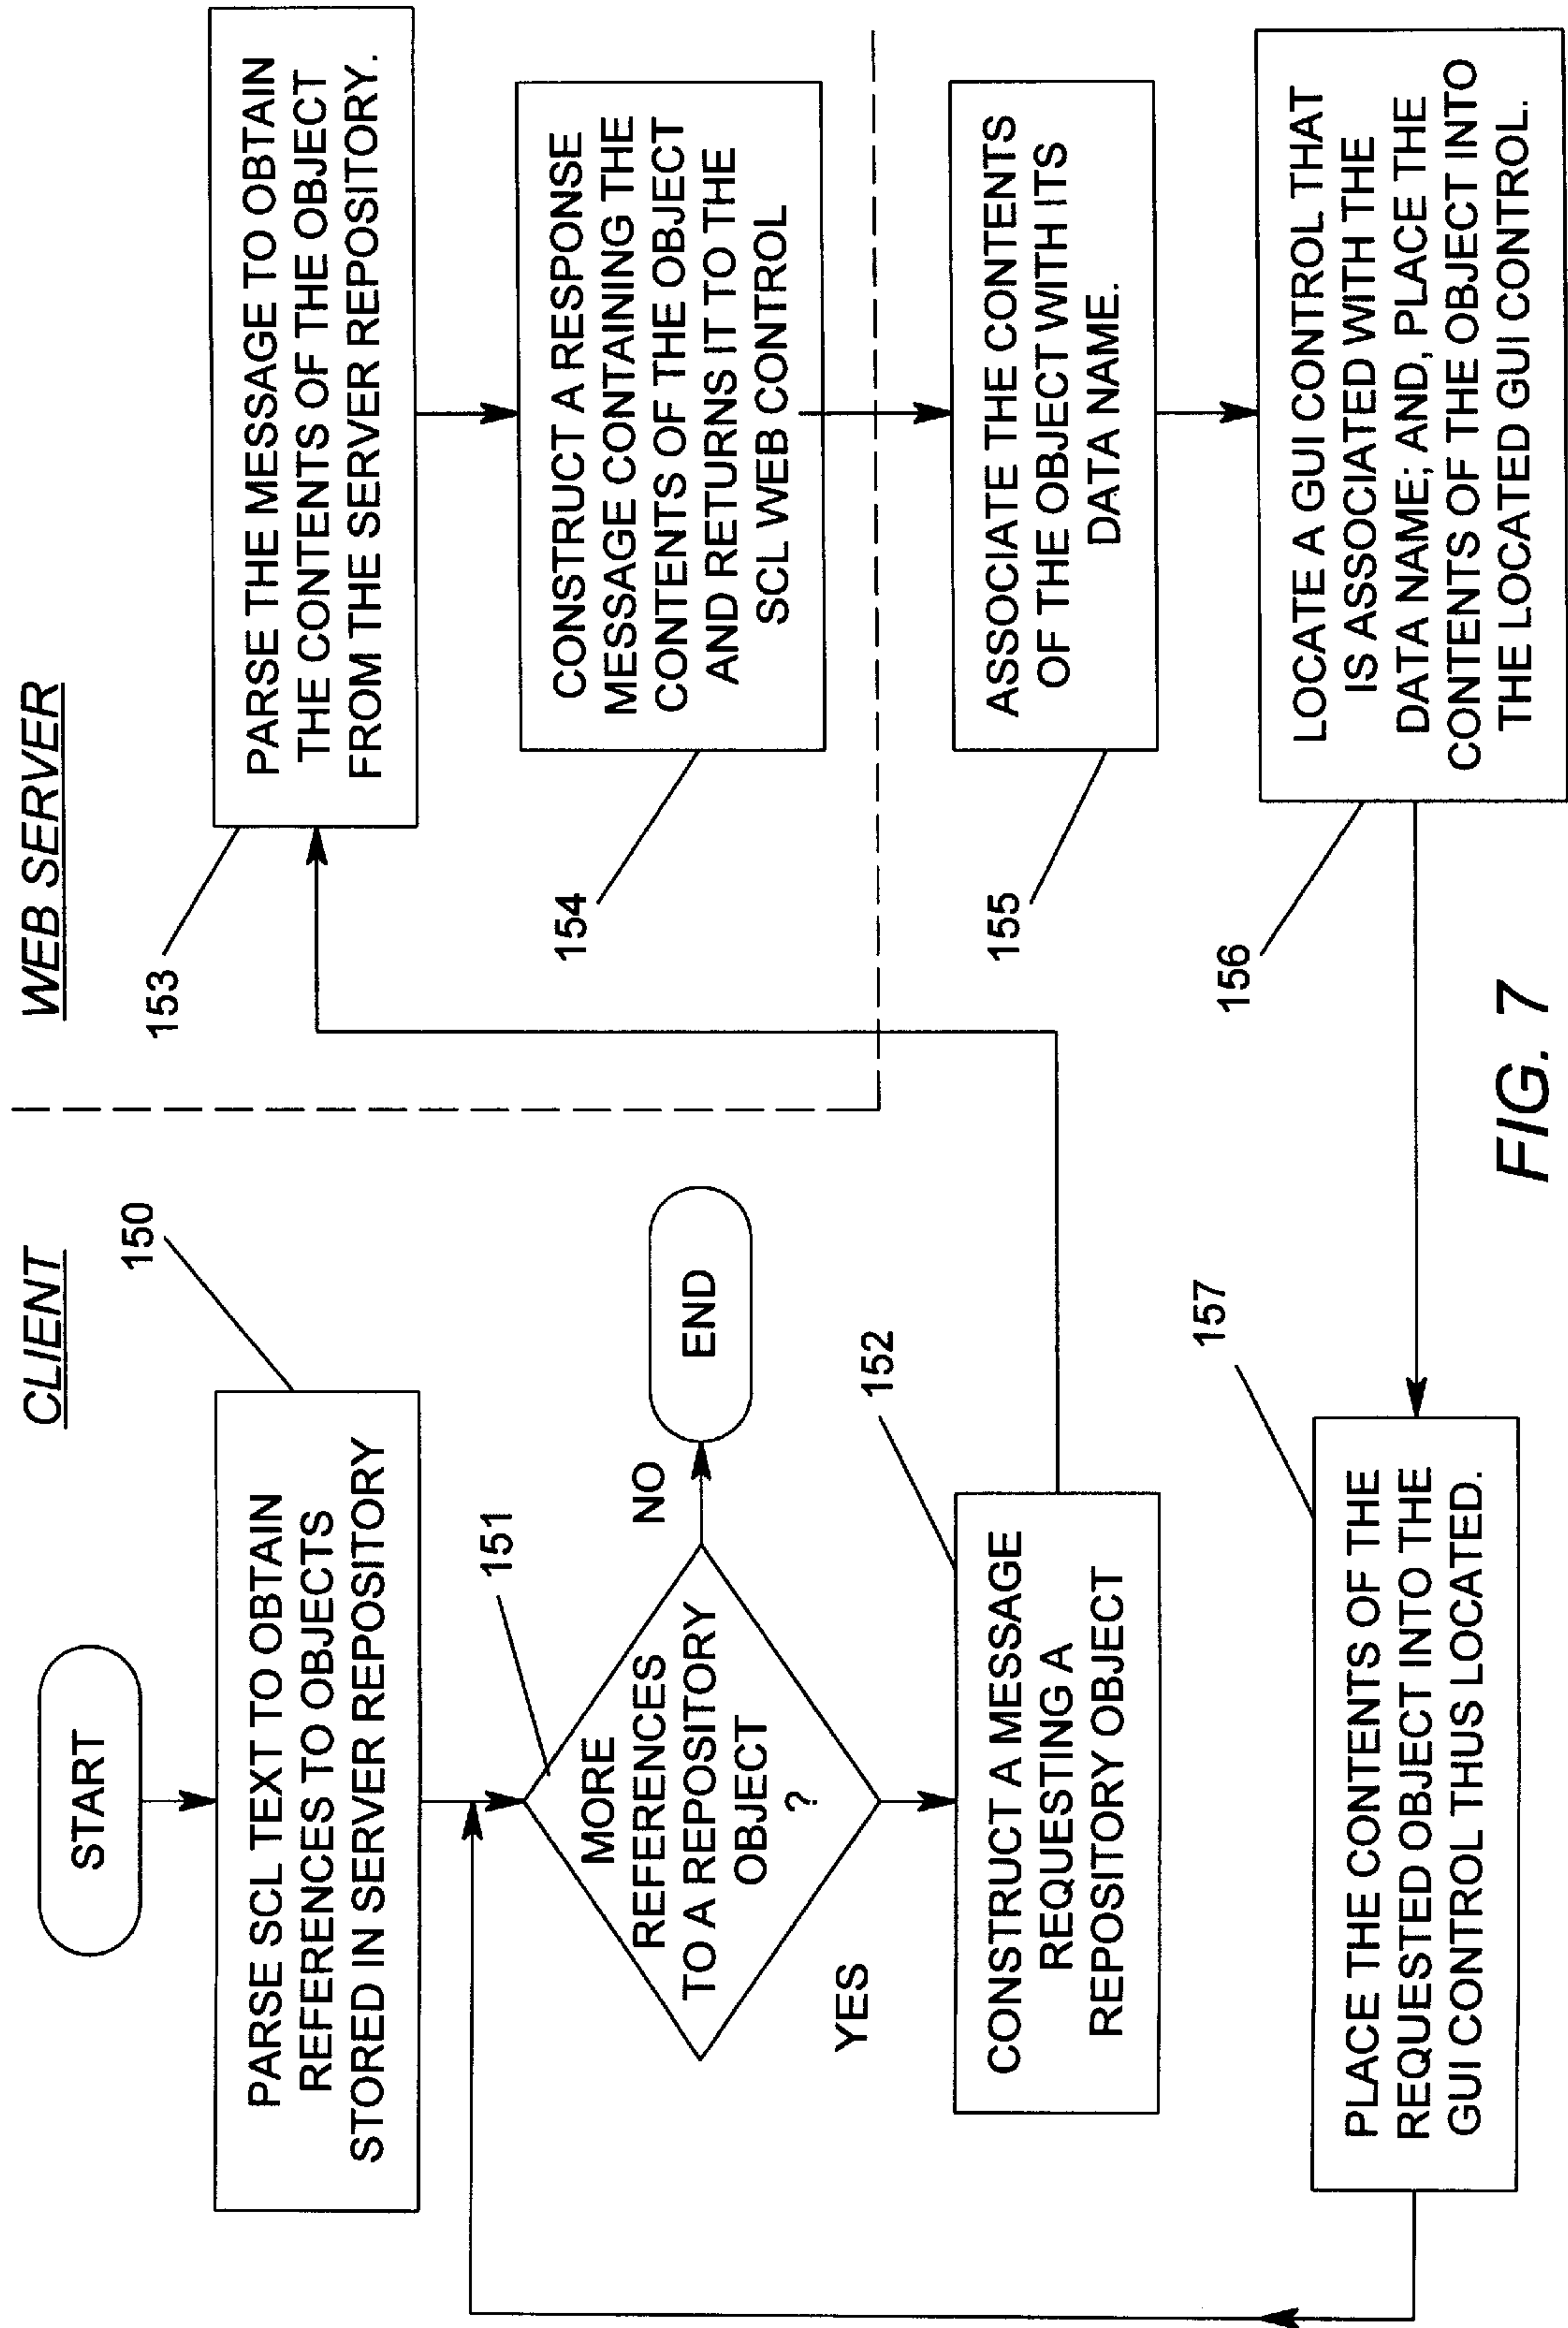 CLIENT
WEB SERVER
START
150
PARSE SCL TEXT TO OBTAIN
REFERENCES TO OBJECTS
STORED IN SERVER REPOSITORY
151
MORE
REFERENCES
TO A REPOSITORY
OBJECT
?
NO
END
YES
152
CONSTRUCT A MESSAGE
REQUESTING A
REPOSITORY OBJECT
153
PARSE THE MESSAGE TO OBTAIN
THE CONTENTS OF THE OBJECT
FROM THE SERVER REPOSITORY.
154
CONSTRUCT A RESPONSE
MESSAGE CONTAINING THE
CONTENTS OF THE OBJECT
AND RETURNS IT TO THE
SCL WEB CONTROL
155
ASSOCIATE THE CONTENTS
OF THE OBJECT WITH ITS
DATA NAME.
156
LOCATE A GUI CONTROL THAT
IS ASSOCIATED WITH THE
DATA NAME; AND, PLACE THE
CONTENTS OF THE OBJECT INTO
THE LOCATED GUI CONTROL.
157
PLACE THE CONTENTS OF THE
REQUESTED OBJECT INTO THE
GUI CONTROL THUS LOCATED.
FIG. 7